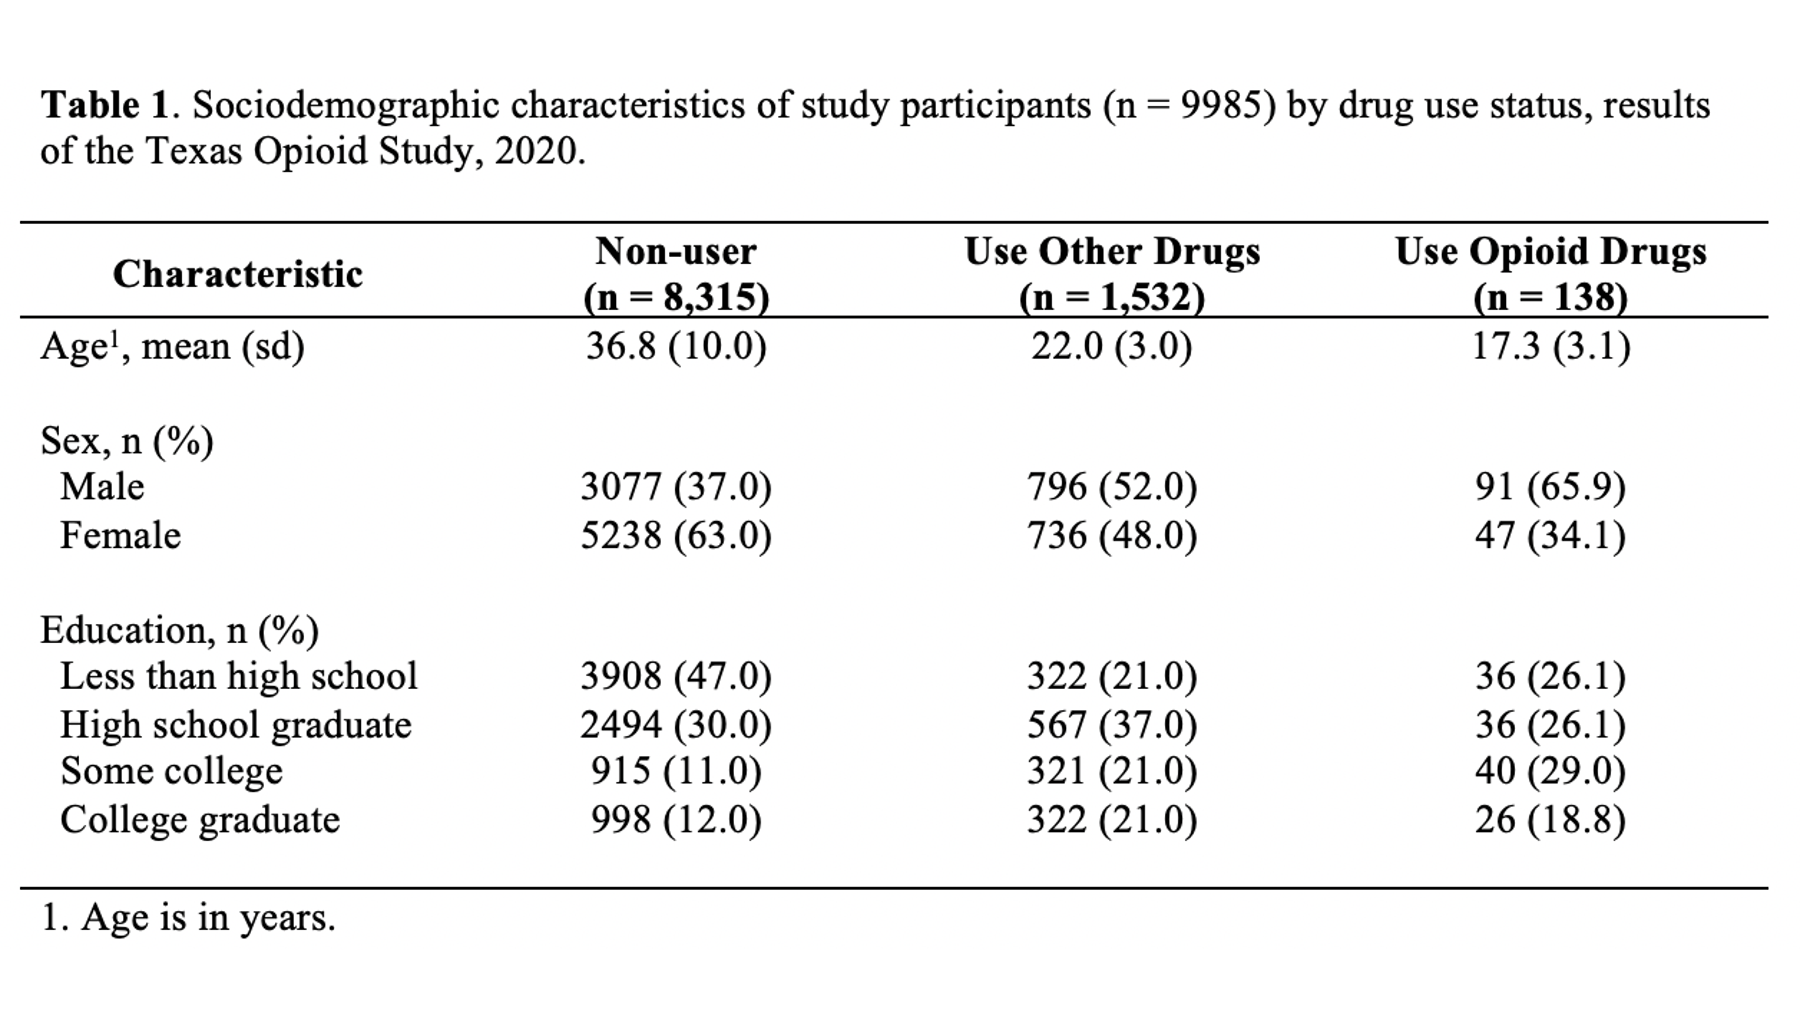 Table 1. Sociodemographic characteristics of study participants (n = 9985) by drug use status, results
of the Texas Opioid Study, 2020.
Characteristic Non-user (n = 8,315) Use Other Drugs (n = 1,532) Use Opioid Drugs (n = 138)
Age¹, mean (sd) 36.8 (10.0) 22.0 (3.0) 17.3 (3.1)
Sex, n (%)
Male 3077 (37.0) 796 (52.0) 91 (65.9)
Female 5238 (63.0) 736 (48.0) 47 (34.1)
Education, n (%)
Less than high school 3908 (47.0) 322 (21.0) 36 (26.1)
High school graduate 2494 (30.0) 567 (37.0) 36 (26.1)
Some college 915 (11.0) 321 (21.0) 40 (29.0)
College graduate 998 (12.0) 322 (21.0) 26 (18.8)
1. Age is in years.